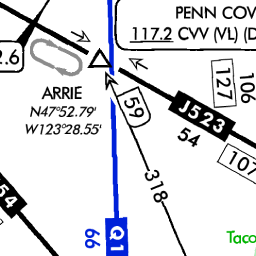 PENN COV
117.2 CVV (VL) (D
2.6
ARRIE
N47°52.79'
W123°28.55'
59
127
106
J523
54
107
318
54
66
Q1
Taco